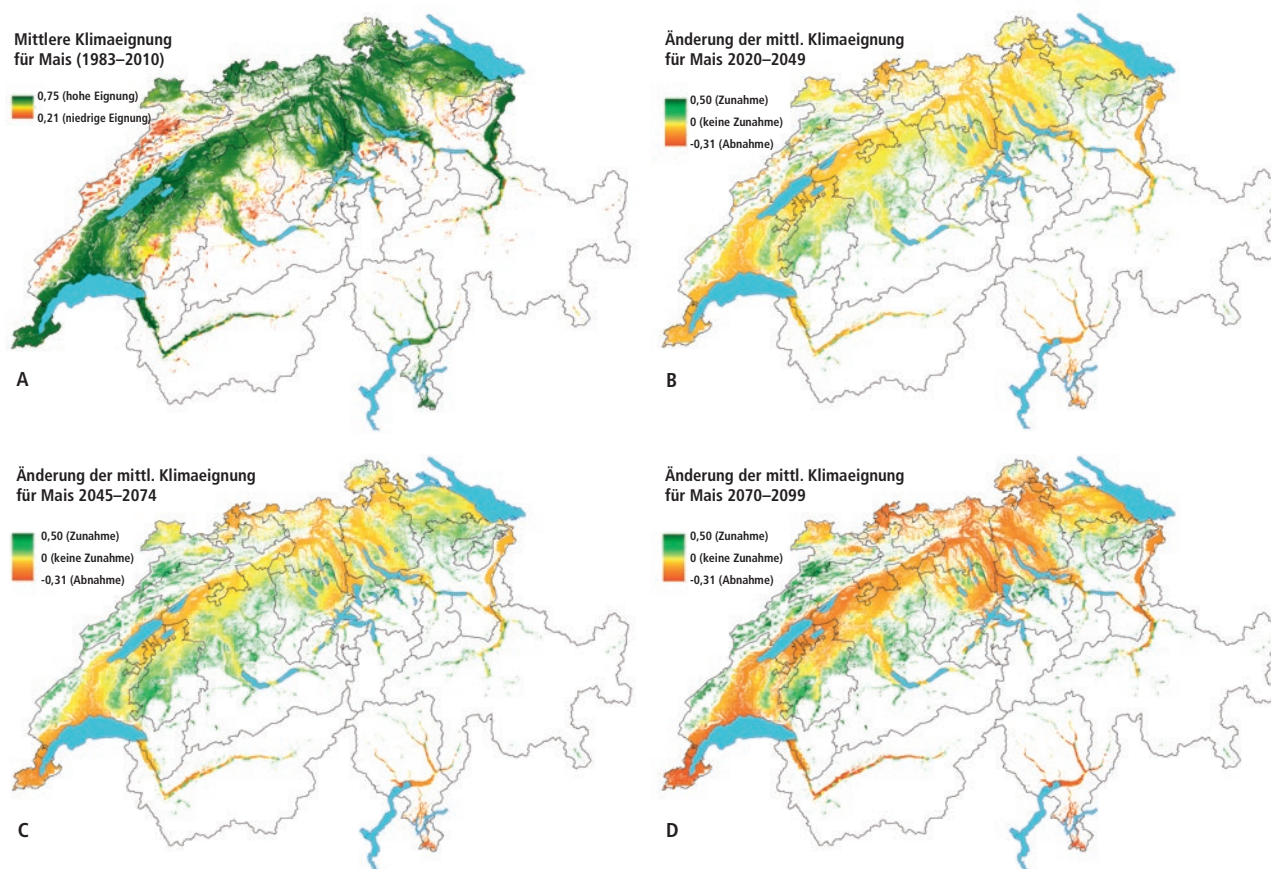 Mittlere Klimaeignung
für Mais (1983–2010)
0,75 (hohe Eignung)
0,21 (niedrige Eignung)
A
Änderung der mittl. Klimaeignung
für Mais 2020–2049
0,50 (Zunahme)
0 (keine Zunahme)
-0,31 (Abnahme)
B
Änderung der mittl. Klimaeignung
für Mais 2045–2074
0,50 (Zunahme)
0 (keine Zunahme)
-0,31 (Abnahme)
C
Änderung der mittl. Klimaeignung
für Mais 2070–2099
0,50 (Zunahme)
0 (keine Zunahme)
-0,31 (Abnahme)
D